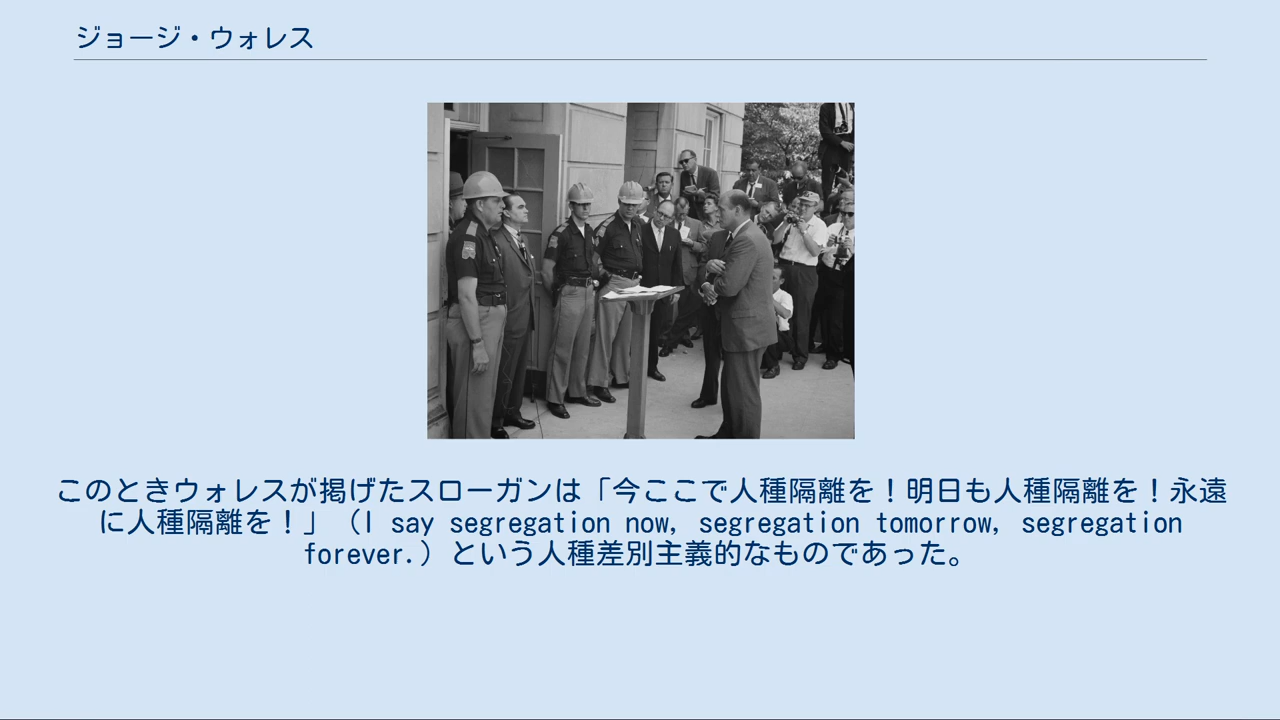 ジョージ・ウォレス
このときウォレスが掲げたスローガンは「今ここで人種隔離を！明日も人種隔離を！永遠
に人種隔離を！」（I say segregation now, segregation tomorrow, segregation
forever.）という人種差別主義的なものであった。